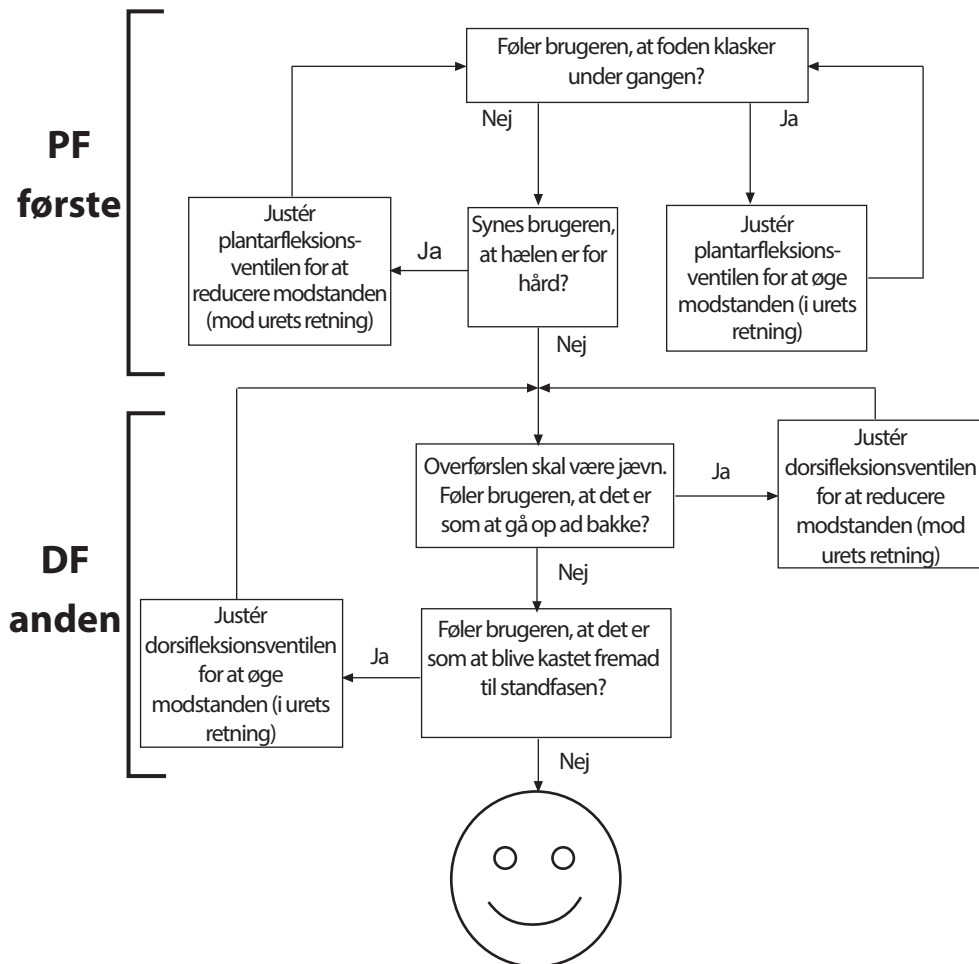 PF
første
Føler brugeren, at foden klasker
under gangen?
Nej
Ja
Justér
plantarfleksions-
ventilen for at
reducere modstanden
(mod urets retning)
Ja
Synes brugeren,
at hælen er for
hård?
Justér
plantarfleksions-
ventilen for at øge
modstanden (i urets
retning)
Nej
DF
anden
Overførslen skal være jævn.
Føler brugeren, at det er
som at gå op ad bakke?
Ja
Justér
dorsifleksionsventilen
for at reducere
modstanden (mod
urets retning)
Nej
Justér
dorsifleksionsventilen
for at øge
modstanden (i urets
retning)
Ja
Føler brugeren, at det er
som at blive kastet fremad
til standfasen?
Nej